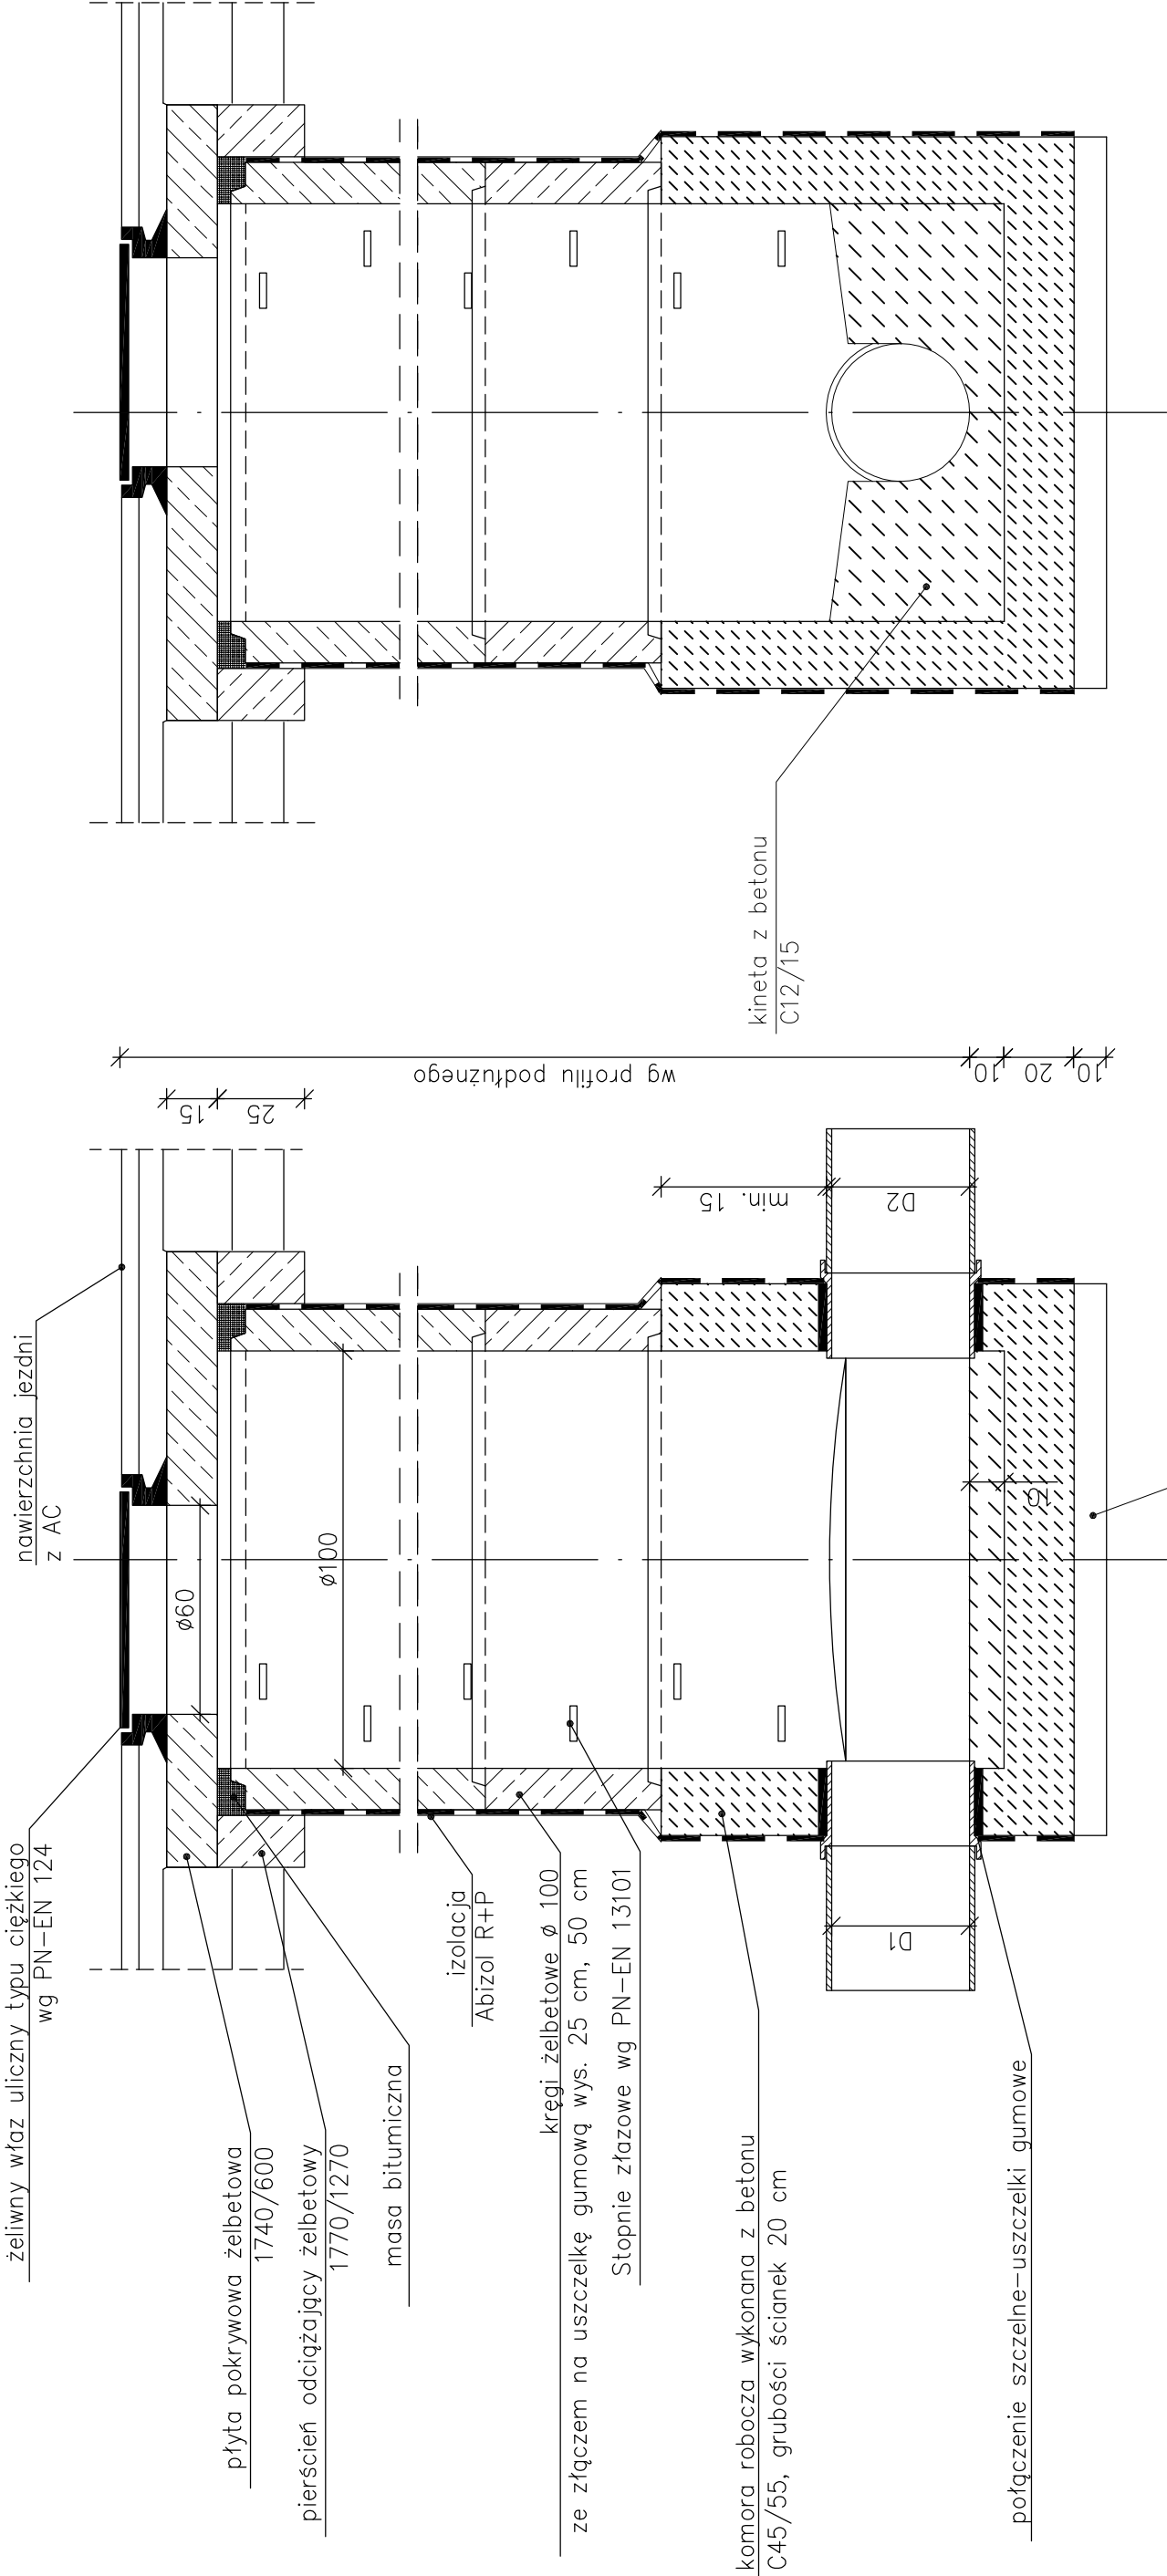 żeliwny właz uliczny typu ciężkiego
wg PN-EN 124
nawierzchnia jezdni
z AC
płyta pokrywowa żelbetowa
1740/600
pierścień odciążający żelbetowy
1770/1270
masa bitumiczna
izolacja
Abizol R+P
kręgi żelbetowe ø 100
ze złączem na uszczelkę gumową wys. 25 cm, 50 cm
Stopnie złazowe wg PN-EN 13101
komora robocza wykonana z betonu
C45/55, grubości ścianek 20 cm
połączenie szczelne-uszczelki gumowe
kineta z betonu
C12/15
ø60
ø100
15
25
wg profilu podłużnego
min. 15
D1
D2
10
20
10